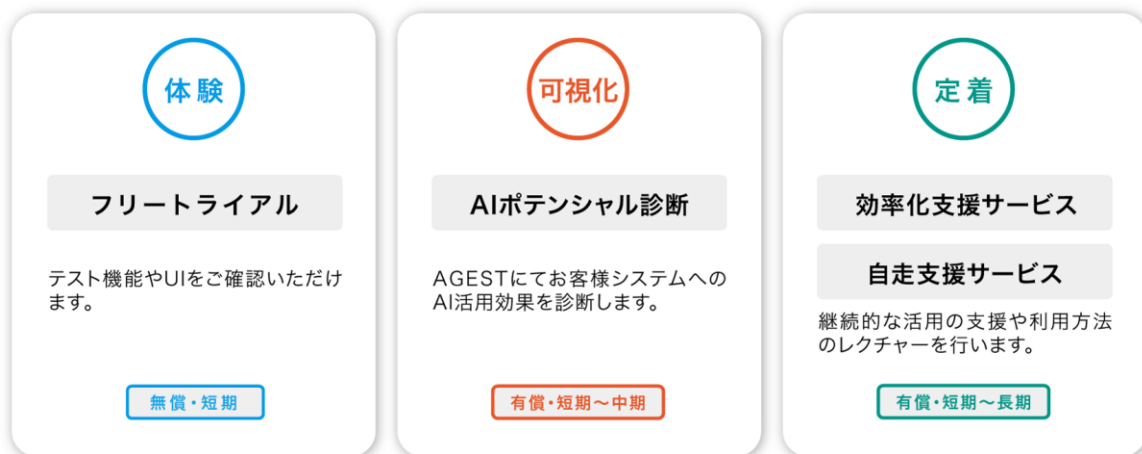 体験
フリートライアル
テスト機能やUIをご確認いただけ
ます。
無償・短期
可視化
AIポテンシャル診断
AGESTにてお客様システムへの
AI活用効果を診断します。
有償・短期～中期
定着
効率化支援サービス
自走支援サービス
継続的な活用の支援や利用方法
のレクチャーを行います。
有償・短期～長期